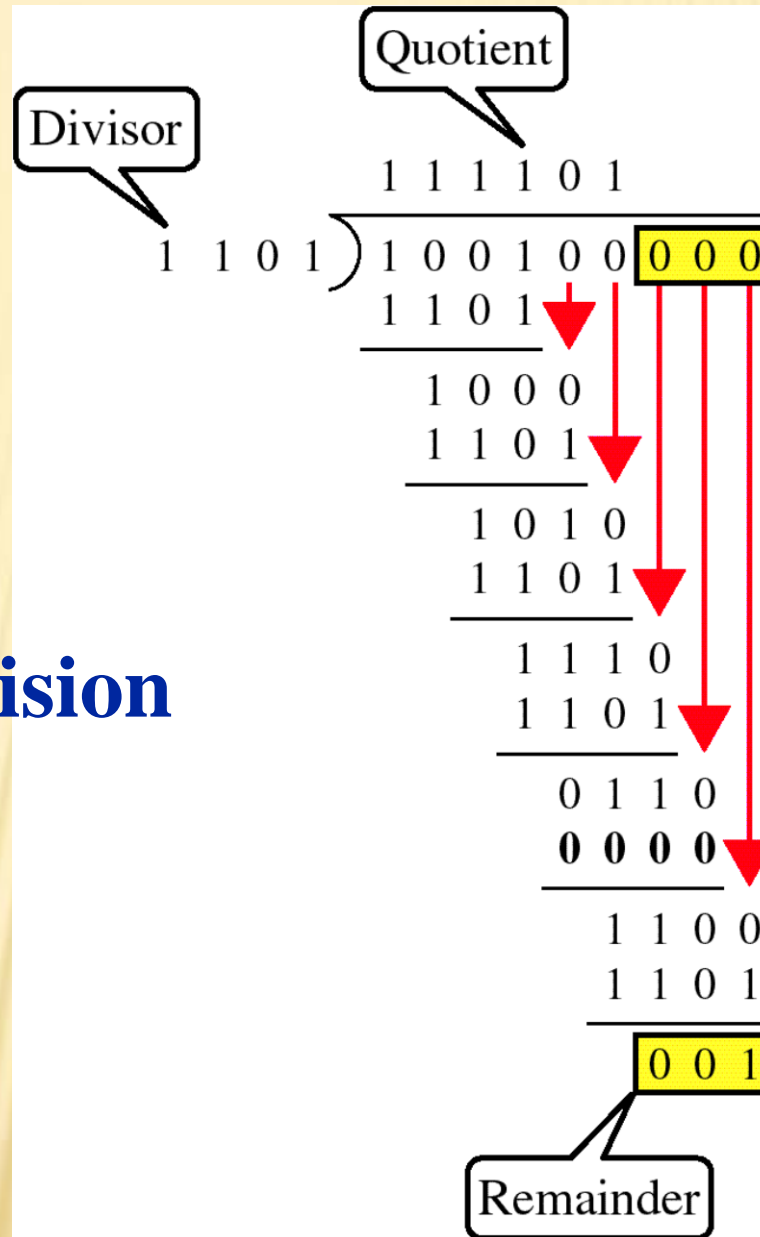 Quotient
Divisor
1 1 1 1 0 1
1 1 0 1 ) 1 0 0 1 0 0 0 0 0
1 1 0 1
1 0 0 0
1 1 0 1
1 0 1 0
1 1 0 1
1 1 1 0
ision
1 1 0 1
0 1 1 0
0 0 0 0
1 1 0 0
1 1 0 1
0 0 1
Remainder